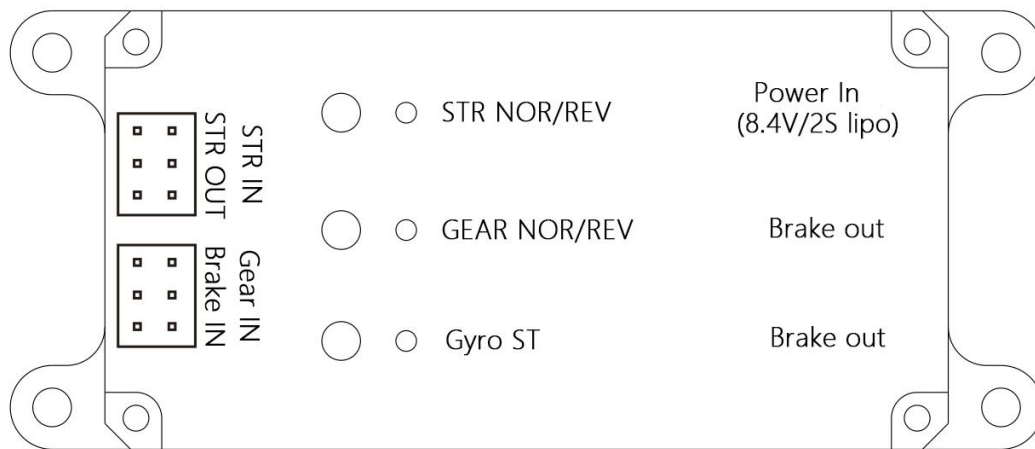 STR IN
STR OUT
Gear IN
Brake IN
STR NOR/REV
GEAR NOR/REV
Gyro ST
Power In
(8.4V/2S lipo)
Brake out
Brake out